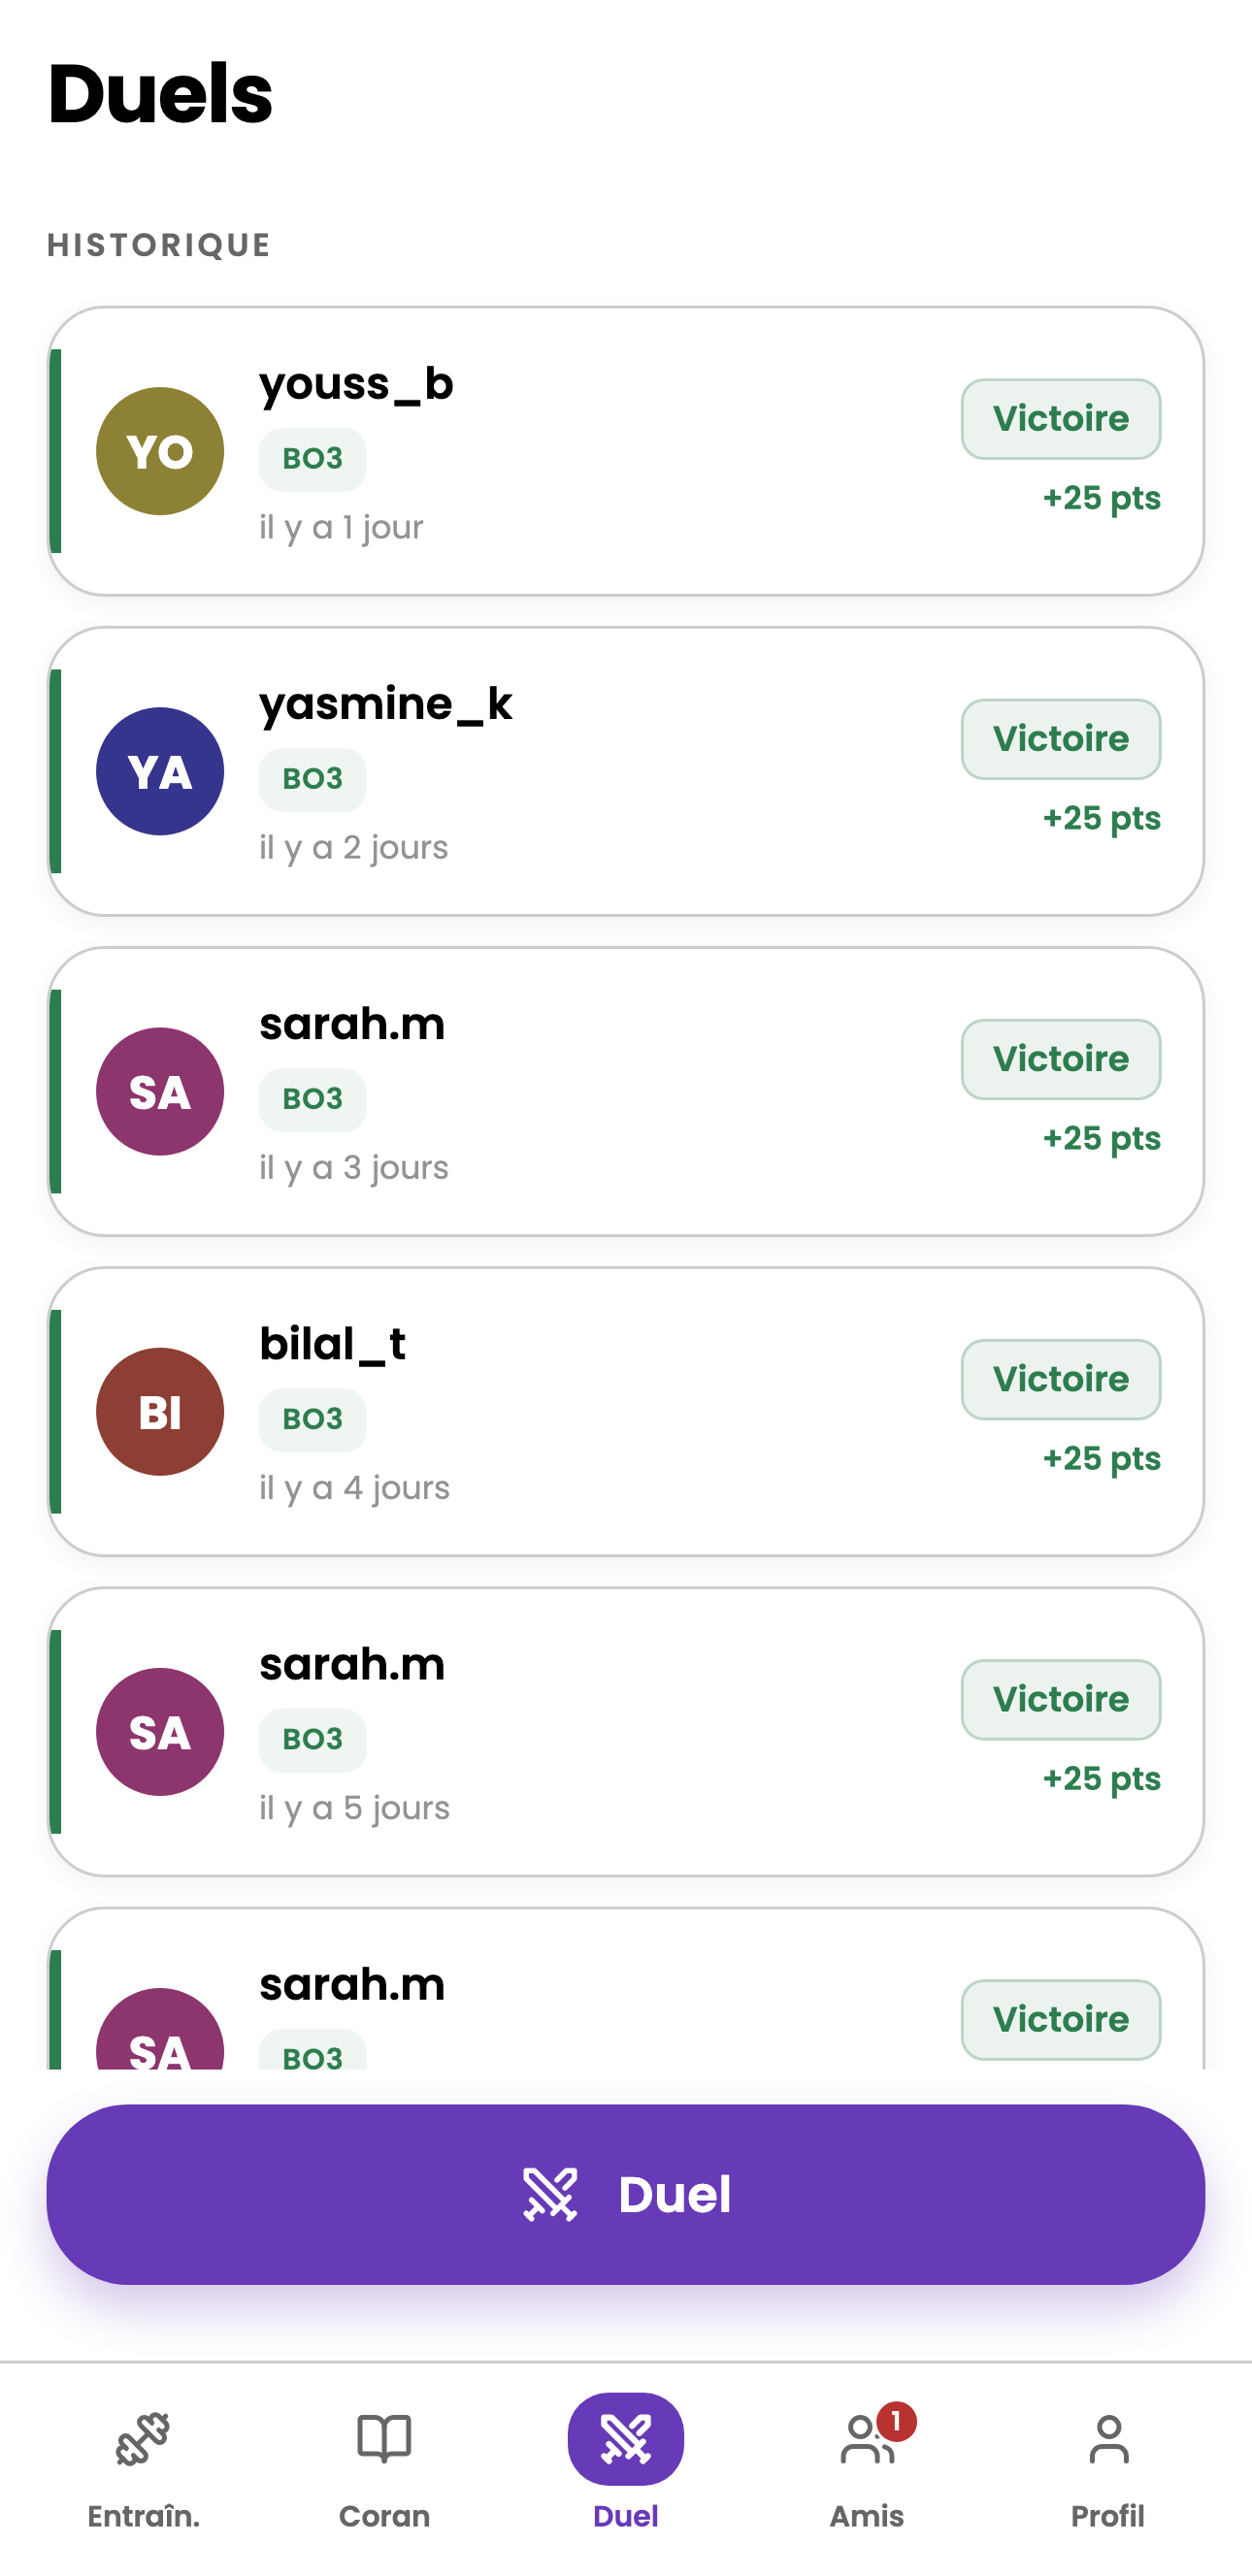 Duels
HISTORIQUE
YO
youss_b
BO3
il y a 1 jour
Victoire
+25 pts
YA
yasmine_k
BO3
il y a 2 jours
Victoire
+25 pts
SA
sarah.m
BO3
il y a 3 jours
Victoire
+25 pts
BI
bilal_t
BO3
il y a 4 jours
Victoire
+25 pts
SA
sarah.m
BO3
il y a 5 jours
Victoire
+25 pts
SA
sarah.m
BO3
Victoire
Duel
Entraîn.
Coran
Duel
1
Amis
Profil